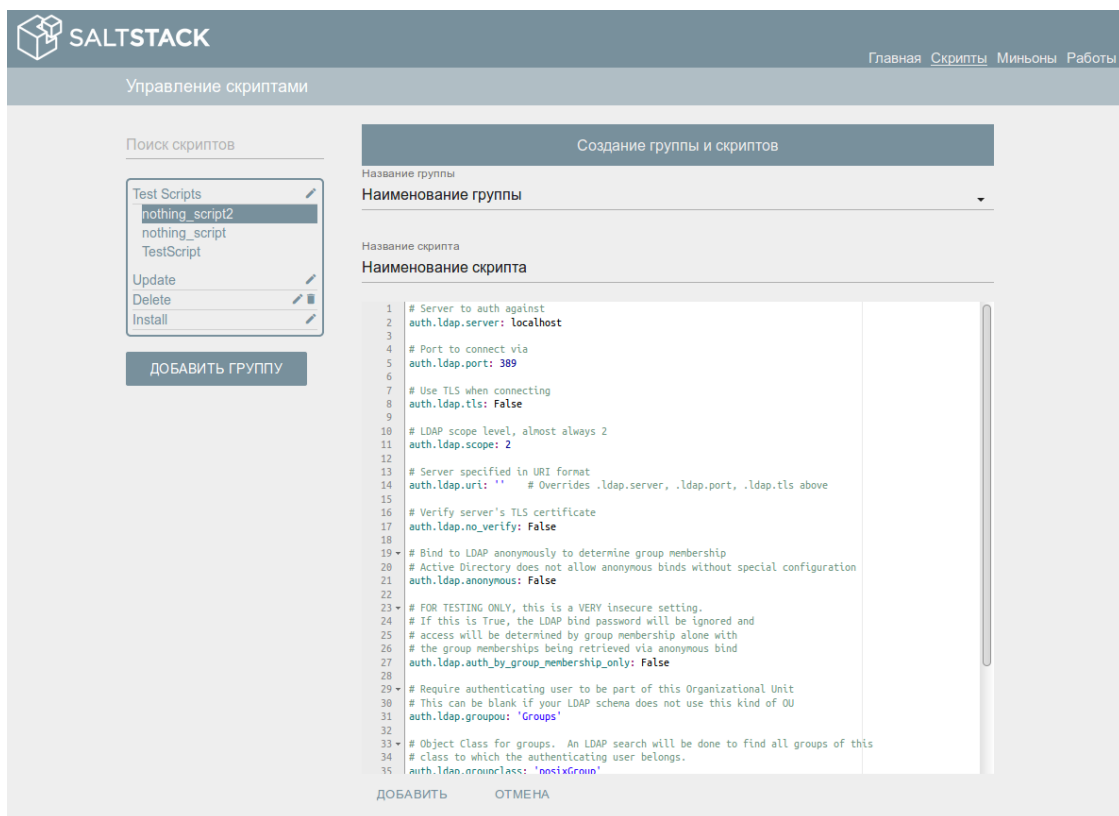 SALTSTACK
Главная Скрипты Миньоны Работы
Управление скриптами
Поиск скриптов
Test Scripts
nothing_script2
nothing_script
TestScript
Update
Delete
Install
ДОБАВИТЬ ГРУППУ
Создание группы и скриптов
Название группы
Наименование группы
Название скрипта
Наименование скрипта
1 # Server to auth against
2 auth.ldap.server: localhost
3
4 # Port to connect via
5 auth.ldap.port: 389
6
7 # Use TLS when connecting
8 auth.ldap.tls: False
9
10 # LDAP scope level, almost always 2
11 auth.ldap.scope: 2
12
13 # Server specified in URI format
14 auth.ldap.uri: '' # Overrides .ldap.server, .ldap.port, .ldap.tls above
15
16 # Verify server's TLS certificate
17 auth.ldap.no_verify: False
18
19 # Bind to LDAP anonymously to determine group membership
20 # Active Directory does not allow anonymous binds without special configuration
21 auth.ldap.anonymous: False
22
23 # FOR TESTING ONLY, this is a VERY insecure setting.
24 # If this is True, the LDAP bind password will be ignored and
25 # access will be determined by group membership alone with
26 # the group memberships being retrieved via anonymous bind
27 auth.ldap.auth_by_group_membership_only: False
28
29 # Require authenticating user to be part of this Organizational Unit
30 # This can be blank if your LDAP schema does not use this kind of OU
31 auth.ldap.groupou: 'Groups'
32
33 # Object Class for groups. An LDAP search will be done to find all groups of this
34 # class to which the authenticating user belongs.
35 auth.ldap.groupclass: 'posixGroup'
ДОБАВИТЬ ОТМЕНА